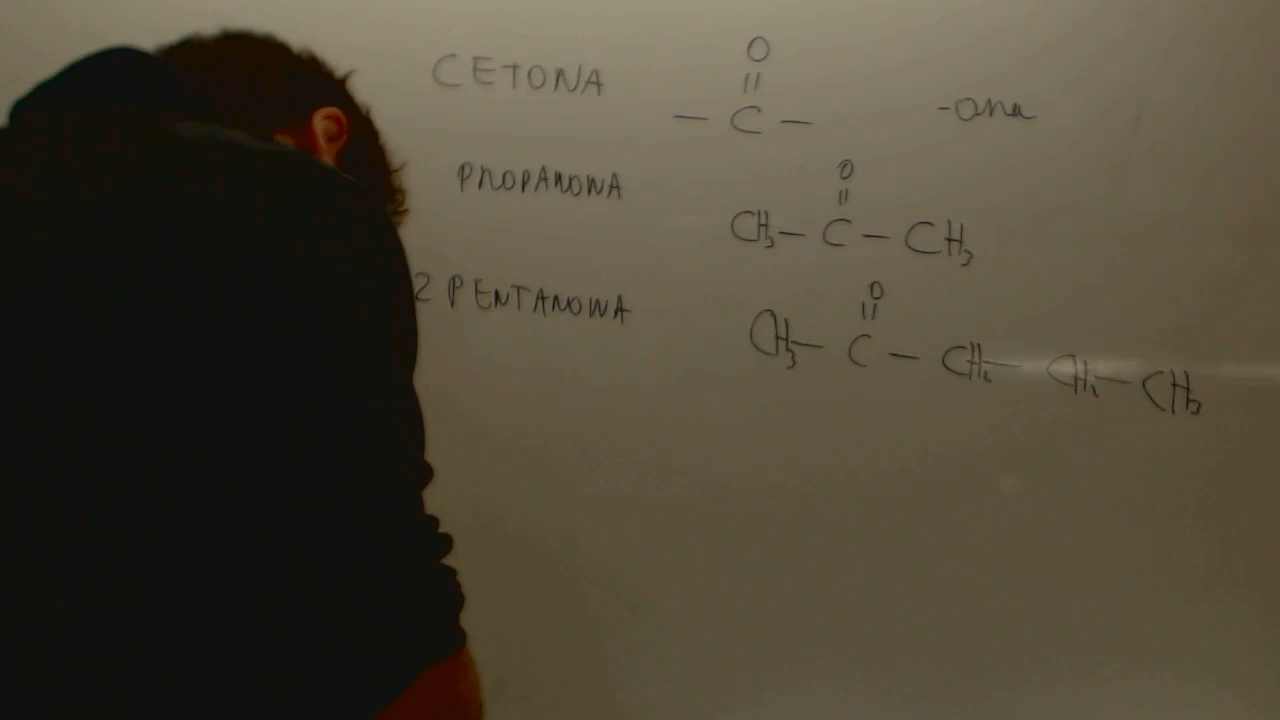 CETONA
O
||
— C —
-ona
PROPANONA
O
||
CH3 — C — CH3
2 PENTANONA
O
||
CH3 — C — CH2 — CH2 — CH3